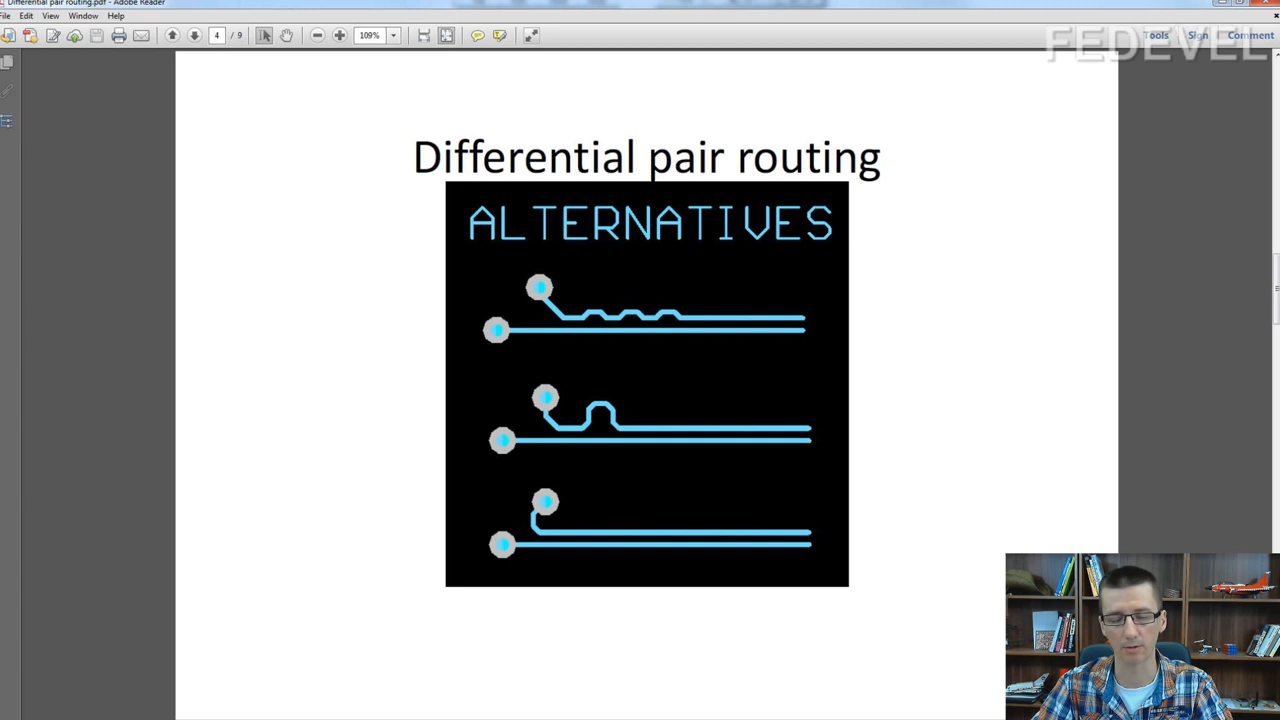 Differential pair routing.pdf - Adobe Reader
File Edit View Window Help
4 / 9 109% Tools Sign Comment
FEDEVEL
Differential pair routing
ALTERNATIVES